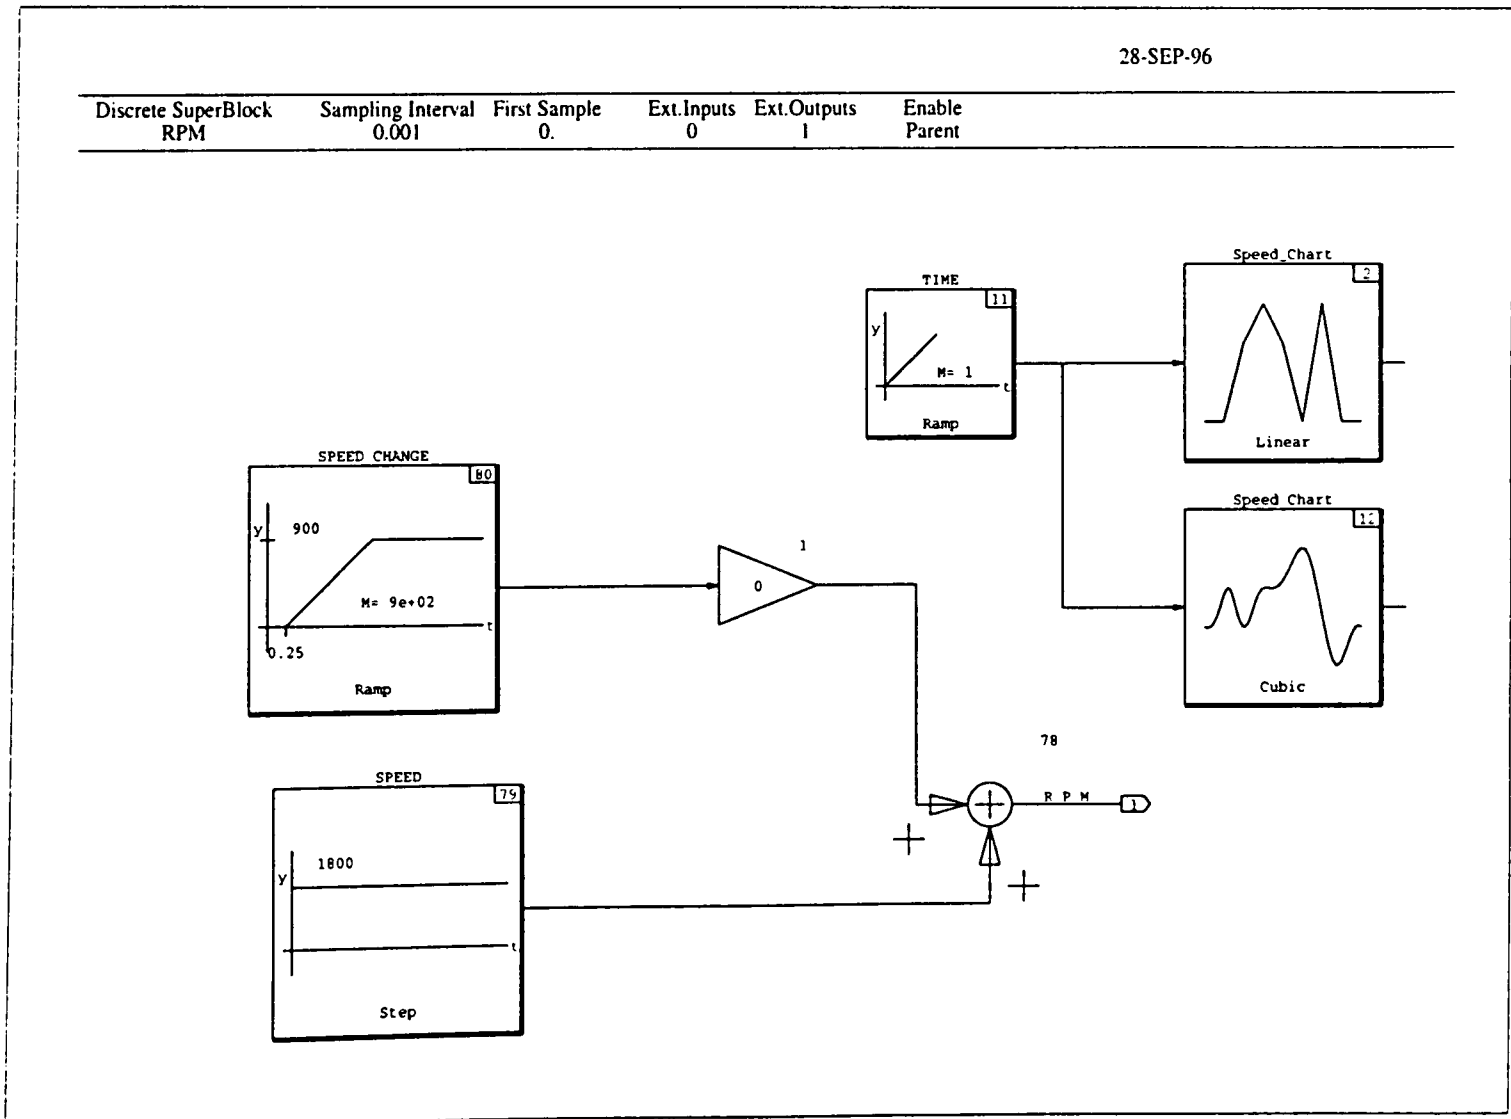 28-SEP-96
Discrete SuperBlock Sampling Interval First Sample Ext.Inputs Ext.Outputs Enable
RPM 0.001 0. 0 1 Parent
Speed_Chart
2
Linear
TIME
11
y
M= 1
t
Ramp
SPEED CHANGE
80
y 900
M= 9e+02
t
0.25
Ramp
1
0
Speed Chart
12
Cubic
78
SPEED
79
R P M 1
1800
y
t
Step